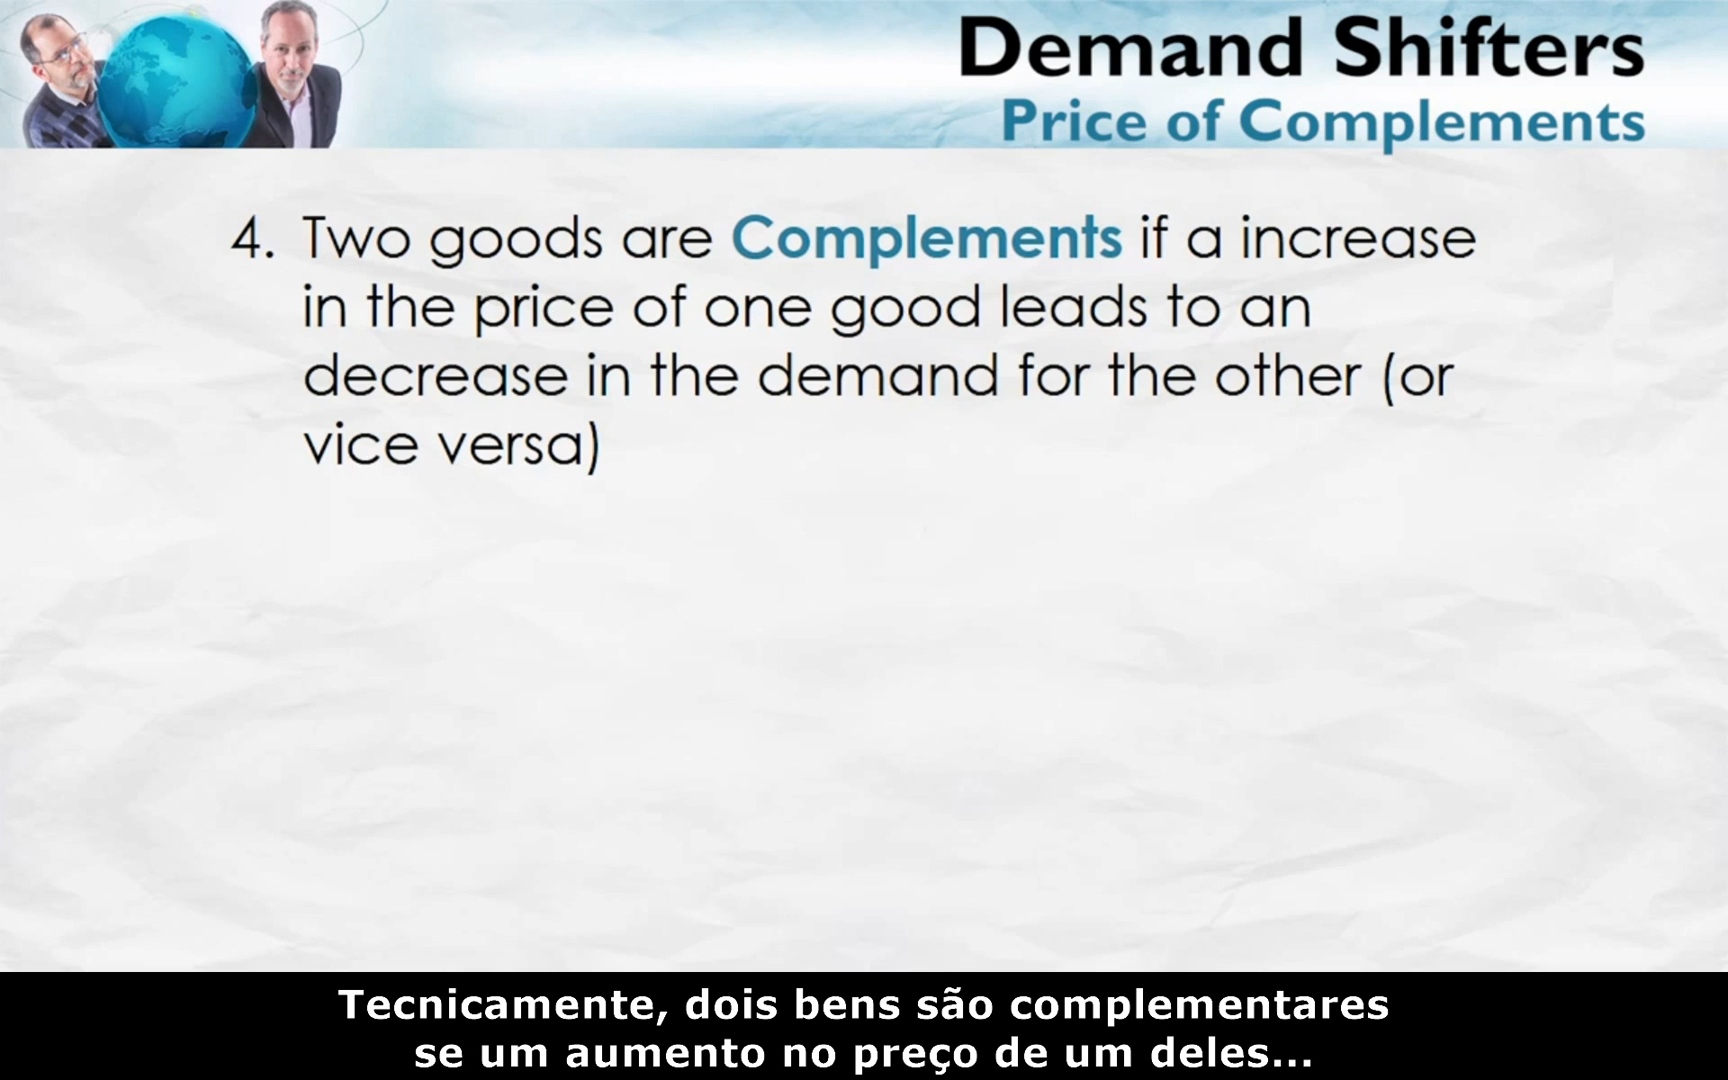 Demand Shifters
Price of Complements
4. Two goods are Complements if a increase
in the price of one good leads to an
decrease in the demand for the other (or
vice versa)
Tecnicamente, dois bens são complementares
se um aumento no preço de um deles...